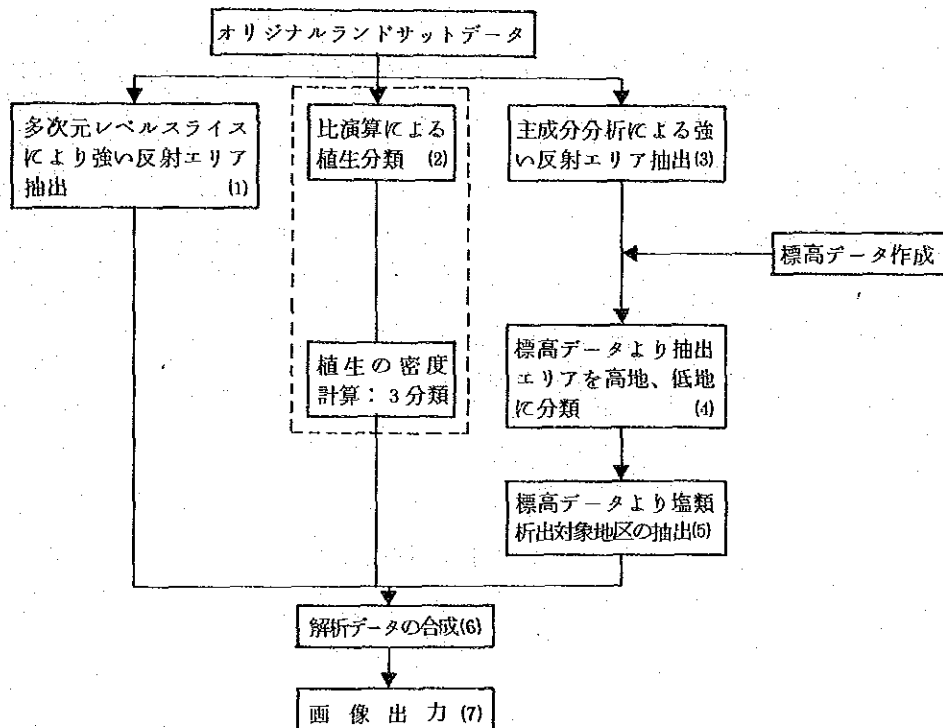 オリジナルランドサットデータ
多次元レベルスライス
により強い反射エリア
抽出 (1)
比演算による
植生分類 (2)
主成分分析による強
い反射エリア抽出(3)
標高データ作成
植生の密度
計算：3分類
標高データより抽出
エリアを高地、低地
に分類 (4)
標高データより塩類
析出対象地区の抽出(5)
解析データの合成(6)
画像出力(7)